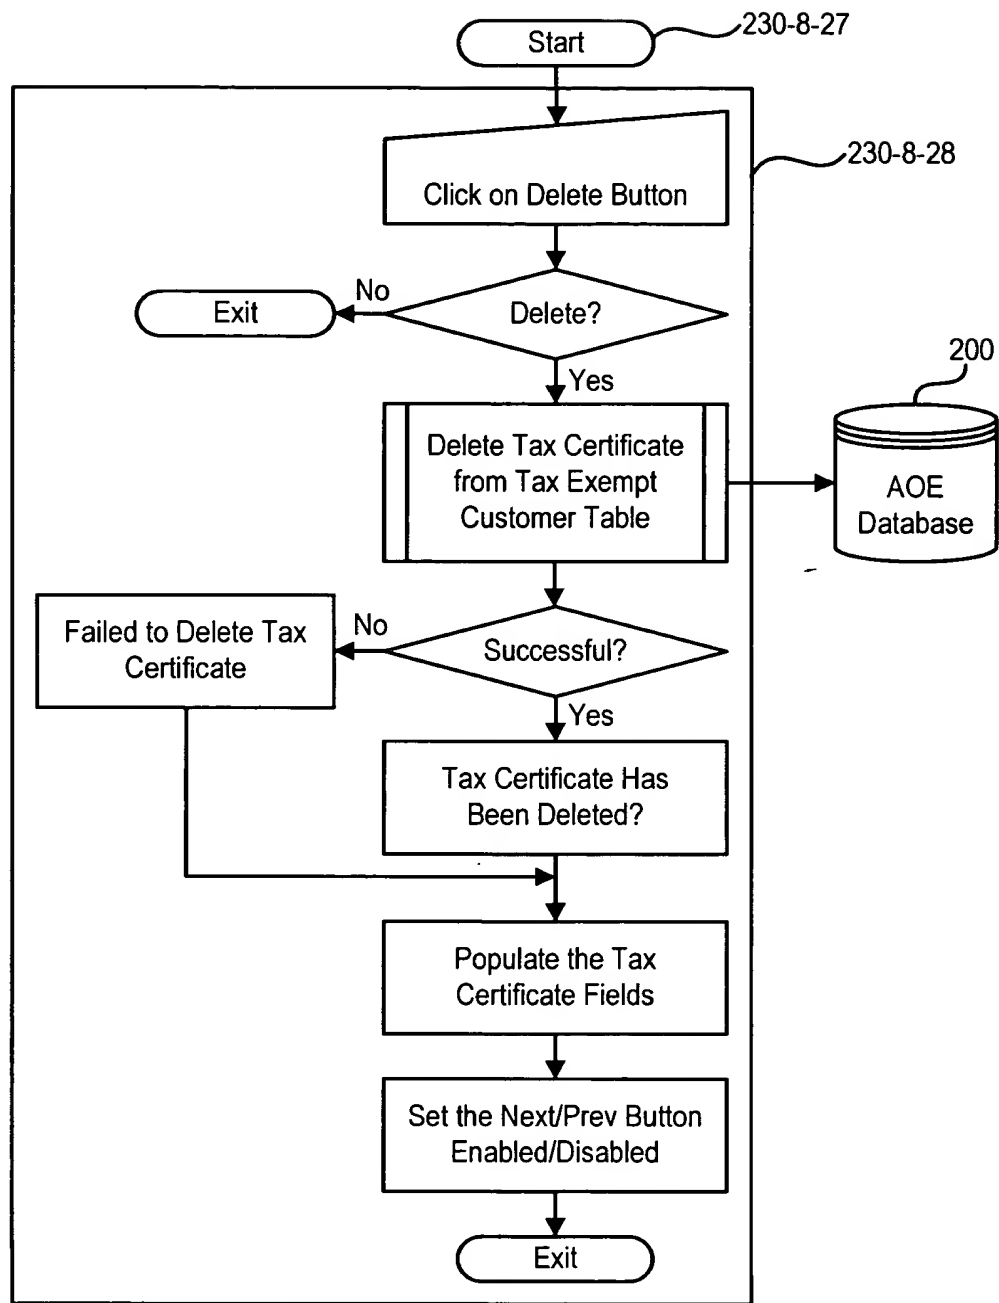 Start
230-8-27
230-8-28
Click on Delete Button
No
Exit
Delete?
Yes
200
Delete Tax Certificate
from Tax Exempt
Customer Table
AOE
Database
No
Failed to Delete Tax
Certificate
Successful?
Yes
Tax Certificate Has
Been Deleted?
Populate the Tax
Certificate Fields
Set the Next/Prev Button
Enabled/Disabled
Exit